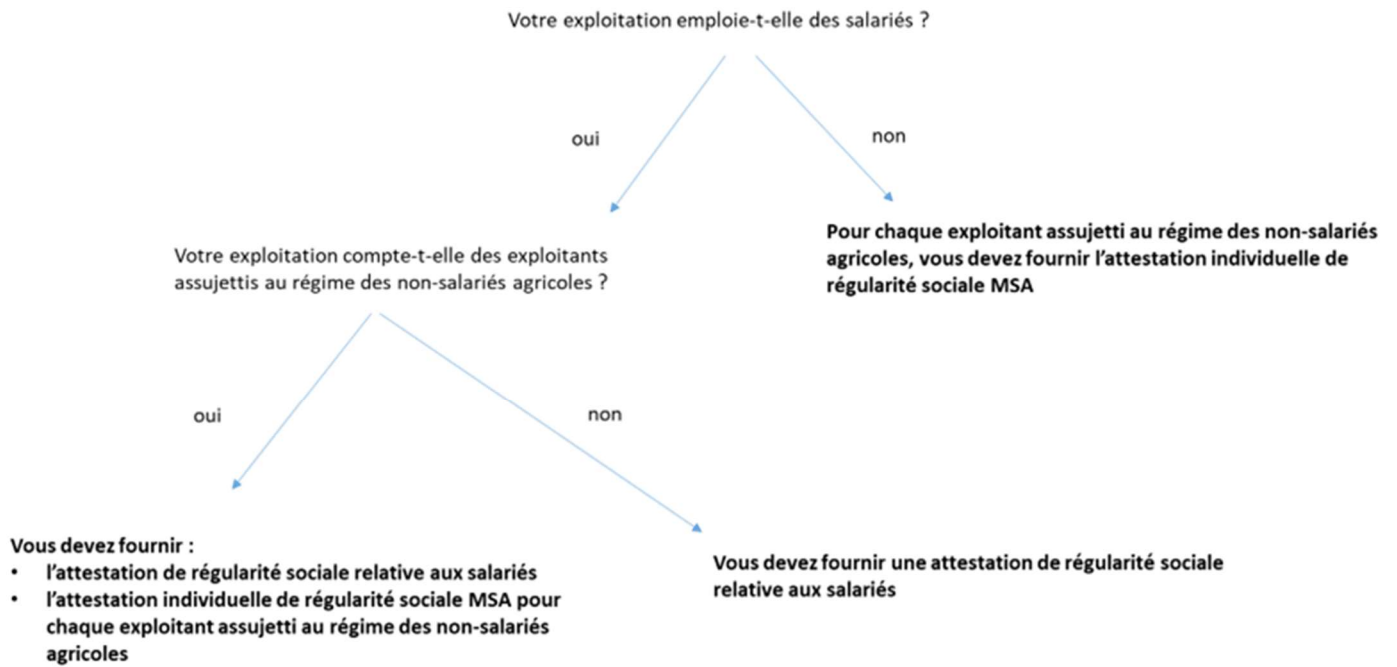 Votre exploitation emploie-t-elle des salariés ?
oui
non
Pour chaque exploitant assujetti au régime des non-salariés
agricoles, vous devez fournir l'attestation individuelle de
régularité sociale MSA
Votre exploitation compte-t-elle des exploitants
assujettis au régime des non-salariés agricoles ?
oui
non
Vous devez fournir :
• l'attestation de régularité sociale relative aux salariés
• l'attestation individuelle de régularité sociale MSA pour
chaque exploitant assujetti au régime des non-salariés
agricoles
Vous devez fournir une attestation de régularité sociale
relative aux salariés